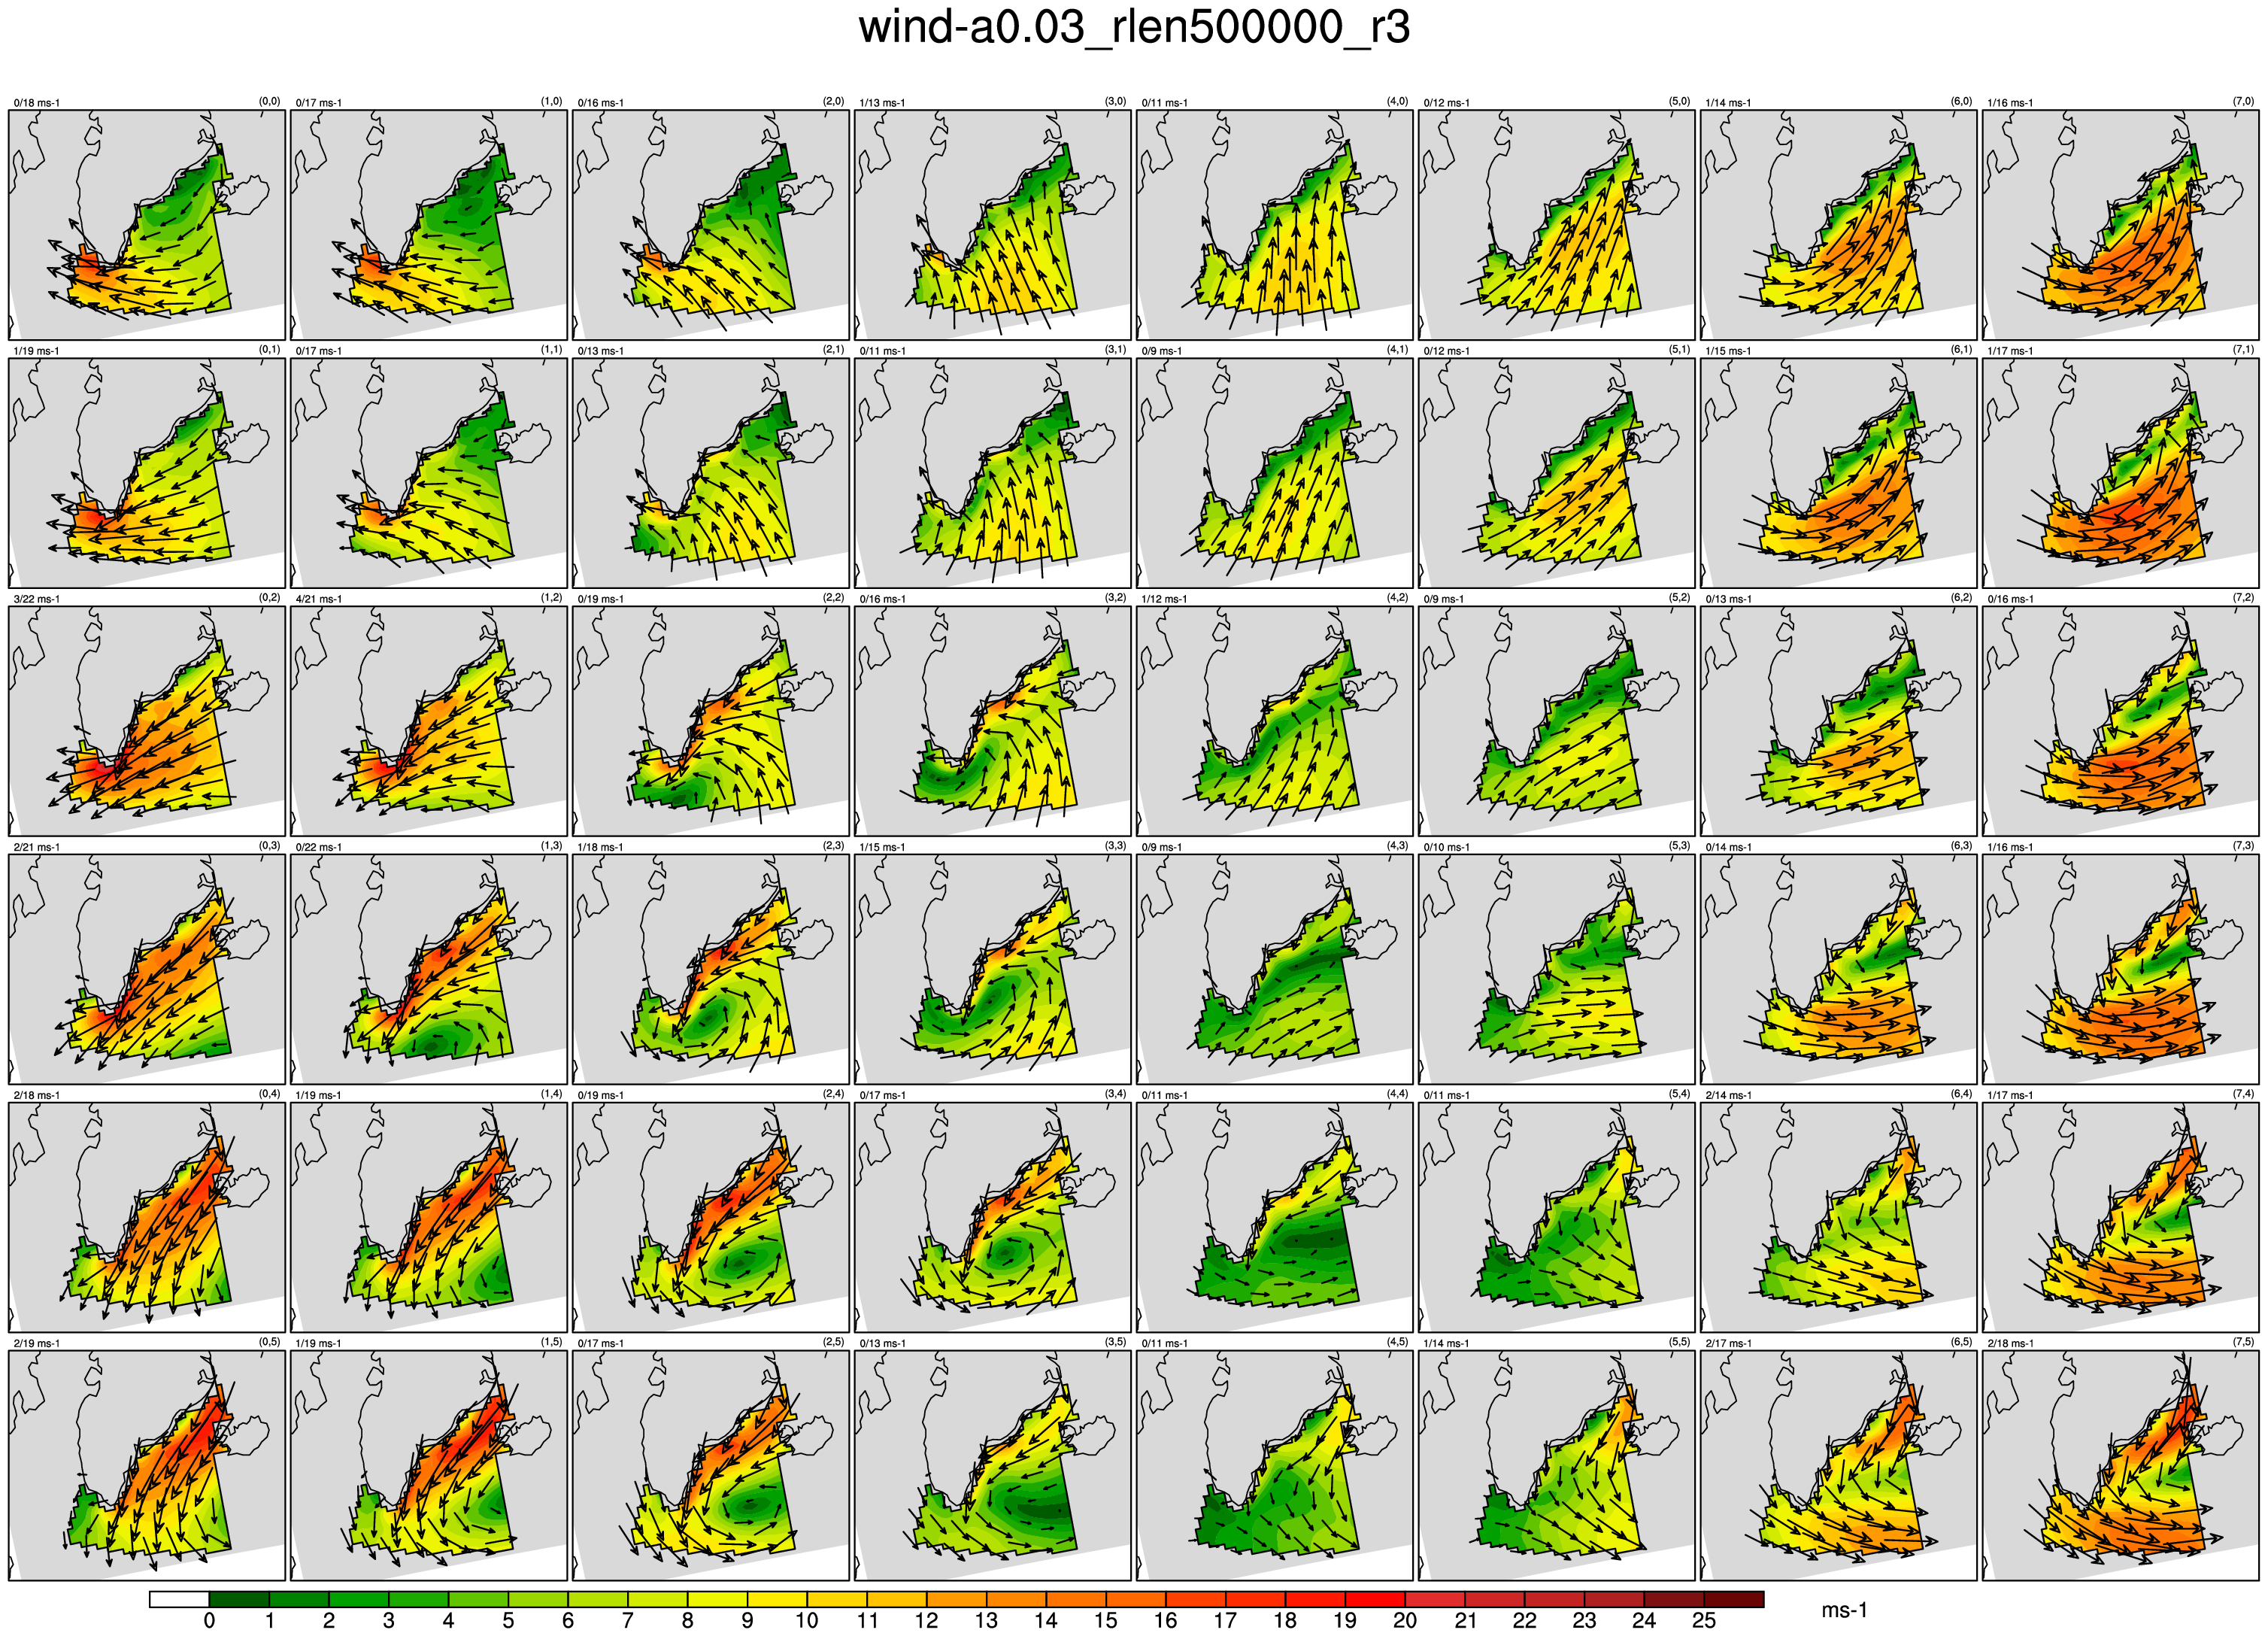 wind-a0.03_rlen500000_r3
0/18 ms-1 (0,0) 0/17 ms-1 (1,0) 0/16 ms-1 (2,0) 1/13 ms-1 (3,0) 0/11 ms-1 (4,0) 0/12 ms-1 (5,0) 1/14 ms-1 (6,0) 1/16 ms-1 (7,0)
1/19 ms-1 (0,1) 0/17 ms-1 (1,1) 0/13 ms-1 (2,1) 0/11 ms-1 (3,1) 0/9 ms-1 (4,1) 0/12 ms-1 (5,1) 1/15 ms-1 (6,1) 1/17 ms-1 (7,1)
3/22 ms-1 (0,2) 4/21 ms-1 (1,2) 0/19 ms-1 (2,2) 0/16 ms-1 (3,2) 1/12 ms-1 (4,2) 0/9 ms-1 (5,2) 0/13 ms-1 (6,2) 0/16 ms-1 (7,2)
2/21 ms-1 (0,3) 0/22 ms-1 (1,3) 1/18 ms-1 (2,3) 1/15 ms-1 (3,3) 0/9 ms-1 (4,3) 0/10 ms-1 (5,3) 0/14 ms-1 (6,3) 1/16 ms-1 (7,3)
2/18 ms-1 (0,4) 1/19 ms-1 (1,4) 0/19 ms-1 (2,4) 0/17 ms-1 (3,4) 0/11 ms-1 (4,4) 0/11 ms-1 (5,4) 2/14 ms-1 (6,4) 1/17 ms-1 (7,4)
2/19 ms-1 (0,5) 1/19 ms-1 (1,5) 0/17 ms-1 (2,5) 0/13 ms-1 (3,5) 0/11 ms-1 (4,5) 1/14 ms-1 (5,5) 2/17 ms-1 (6,5) 2/18 ms-1 (7,5)
0 1 2 3 4 5 6 7 8 9 10 11 12 13 14 15 16 17 18 19 20 21 22 23 24 25 ms-1